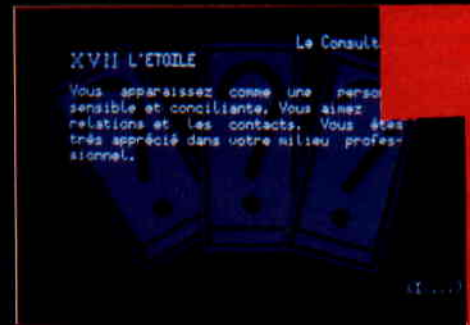 Le Consult
XVII L'ETOILE
Vous apparaissez comme une person
sensible et conciliante. Vous aimez
relations et les contacts. Vous êtes
très apprécié dans votre milieu profes-
sionnel.